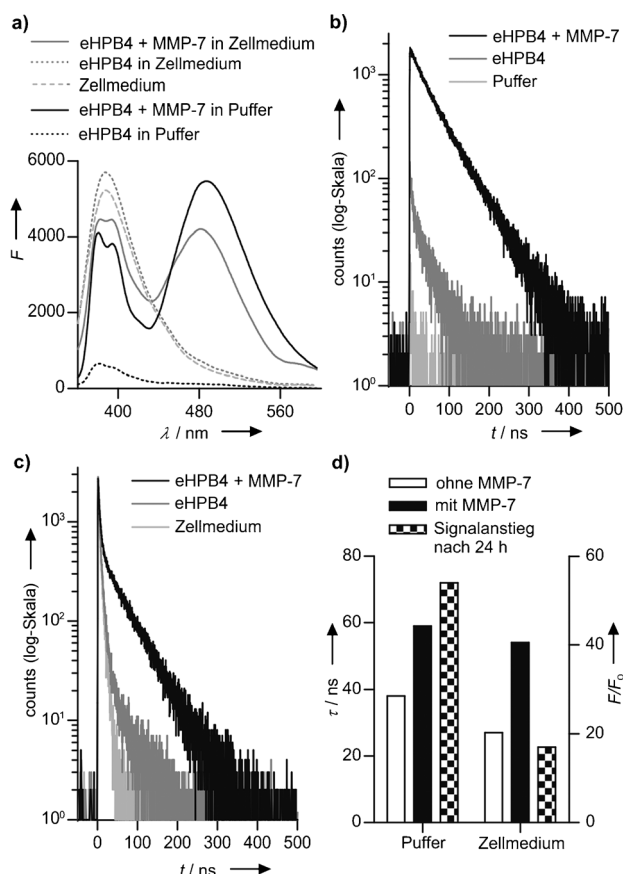 a)
eHPB4 + MMP-7 in Zellmedium
eHPB4 in Zellmedium
Zellmedium
eHPB4 + MMP-7 in Puffer
eHPB4 in Puffer
6000
4000
2000
0
F
400
480
560
λ / nm
b)
eHPB4 + MMP-7
eHPB4
Puffer
10³
10²
10¹
10⁰
counts (log-Skala)
0
100
200
300
400
500
t / ns
c)
eHPB4 + MMP-7
eHPB4
Zellmedium
10³
10²
10¹
10⁰
counts (log-Skala)
0
100
200
300
400
500
t / ns
d)
ohne MMP-7
mit MMP-7
Signalanstieg
nach 24 h
80
60
40
20
0
τ / ns
60
40
20
0
F/F₀
Puffer
Zellmedium